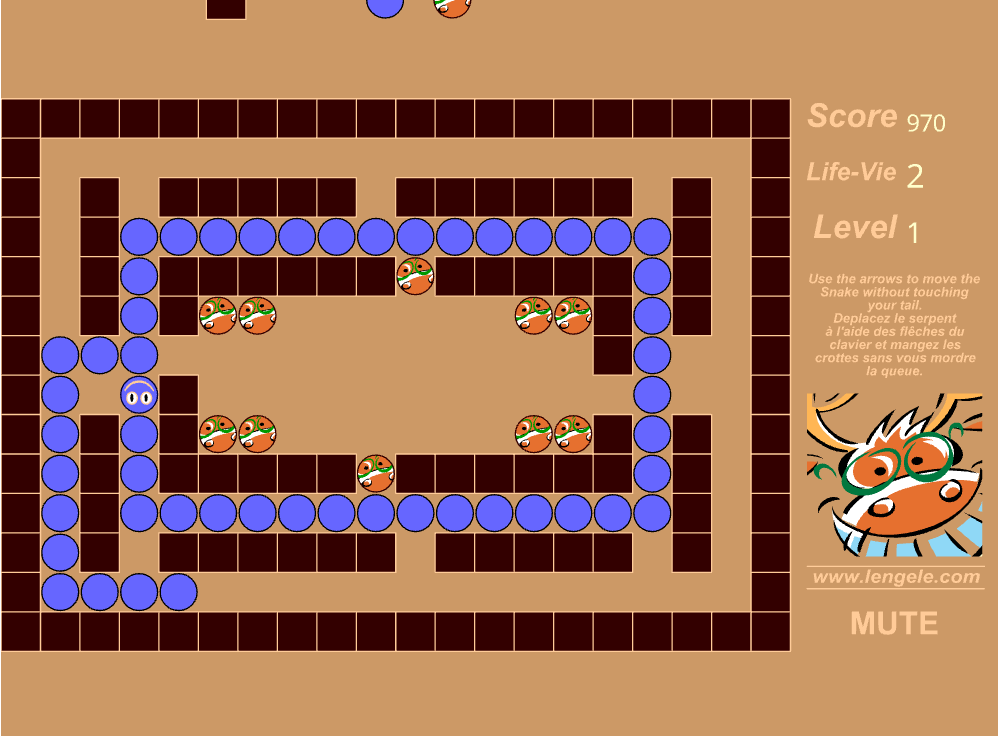 Score 970
Life-Vie 2
Level 1
Use the arrows to move the
Snake without touching
your tail.
Deplacez le serpent
à l'aide des flêches du
clavier et mangez les
crottes sans vous mordre
la queue.
www.lengele.com
MUTE